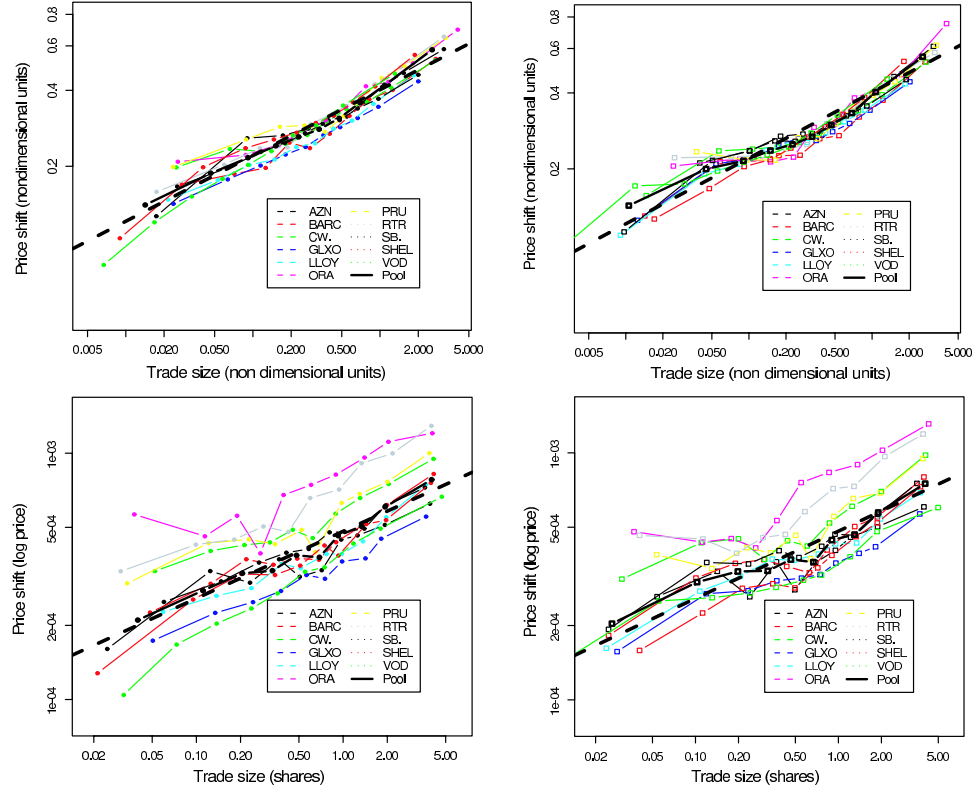 0.8
0.4
0.2
Price shift (nondimensional units)
AZN
BARC
CW.
GLXO
LLOY
ORA
PRU
RTR
SB.
SHEL
VOD
Pool
0.005
0.020
0.050
0.200
0.500
2.000
5.000
Trade size (non dimensional units)
0.8
0.4
0.2
Price shift (nondimensional units)
AZN
BARC
CW.
GLXO
LLOY
ORA
PRU
RTR
SB.
SHEL
VOD
Pool
0.005
0.020
0.050
0.200
0.500
2.000
5.000
Trade size (non dimensional units)
1e-03
5e-04
2e-04
1e-04
Price shift (log price)
AZN
BARC
CW.
GLXO
LLOY
ORA
PRU
RTR
SB.
SHEL
VOD
Pool
0.02
0.05
0.10
0.20
0.50
1.00
2.00
5.00
Trade size (shares)
1e-03
5e-04
2e-04
1e-04
Price shift (log price)
AZN
BARC
CW.
GLXO
LLOY
ORA
PRU
RTR
SB.
SHEL
VOD
Pool
0.02
0.05
0.10
0.20
0.50
1.00
2.00
5.00
Trade size (shares)